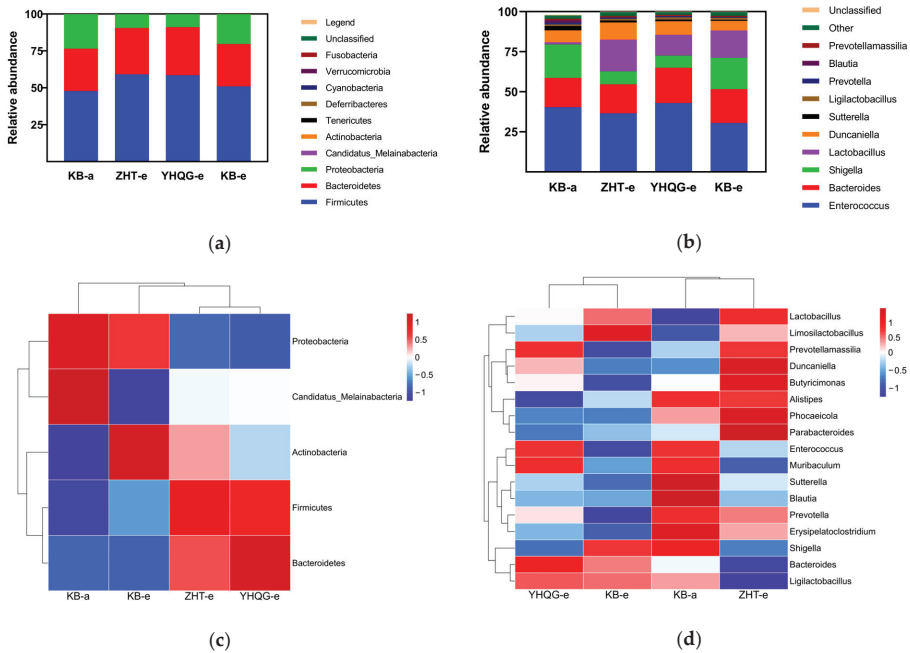 Relative abundance
100
75
50
25
KB-a ZHT-e YHQG-e KB-e
Legend
Unclassified
Fusobacteria
Verrucomicrobia
Cyanobacteria
Deferribacteres
Tenericutes
Actinobacteria
Candidatus_Melainabacteria
Proteobacteria
Bacteroidetes
Firmicutes
(a)
Relative abundance
100
75
50
25
KB-a ZHT-e YHQG-e KB-e
Unclassified
Other
Prevotellamassilia
Blautia
Prevotella
Ligilactobacillus
Sutterella
Duncaniella
Lactobacillus
Shigella
Bacteroides
Enterococcus
(b)
Proteobacteria
Candidatus_Melainabacteria
Actinobacteria
Firmicutes
Bacteroidetes
KB-a KB-e ZHT-e YHQG-e
1
0.5
0
−0.5
−1
(c)
Lactobacillus
Limosilactobacillus
Prevotellamassilia
Duncaniella
Butyricimonas
Alistipes
Phocaeicola
Parabacteroides
Enterococcus
Muribaculum
Sutterella
Blautia
Prevotella
Erysipelatoclostridium
Shigella
Bacteroides
Ligilactobacillus
YHQG-e KB-e KB-a ZHT-e
1
0.5
0
−0.5
−1
(d)